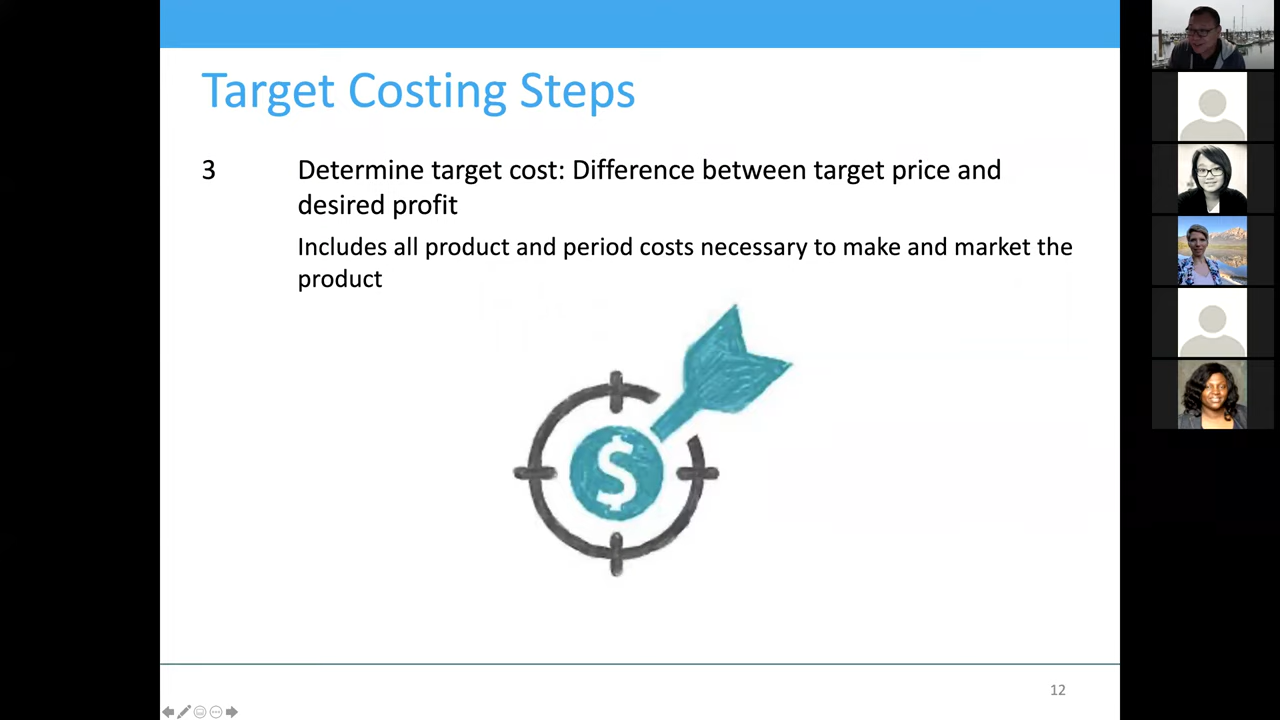 Target Costing Steps
3 Determine target cost: Difference between target price and
desired profit
Includes all product and period costs necessary to make and market the
product
$
12